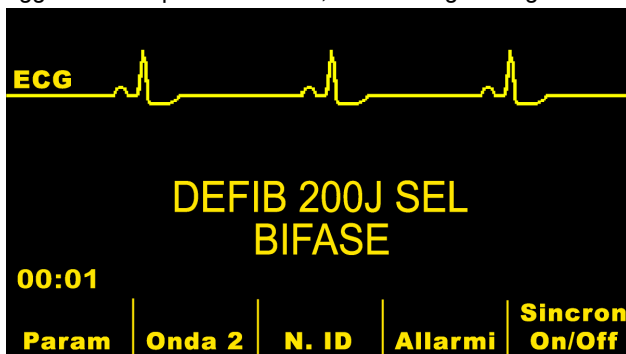 ECG
DEFIB 200J SEL
BIFASE
00:01
Param
Onda 2
N. ID
Allarmi
Sincron
On/Off